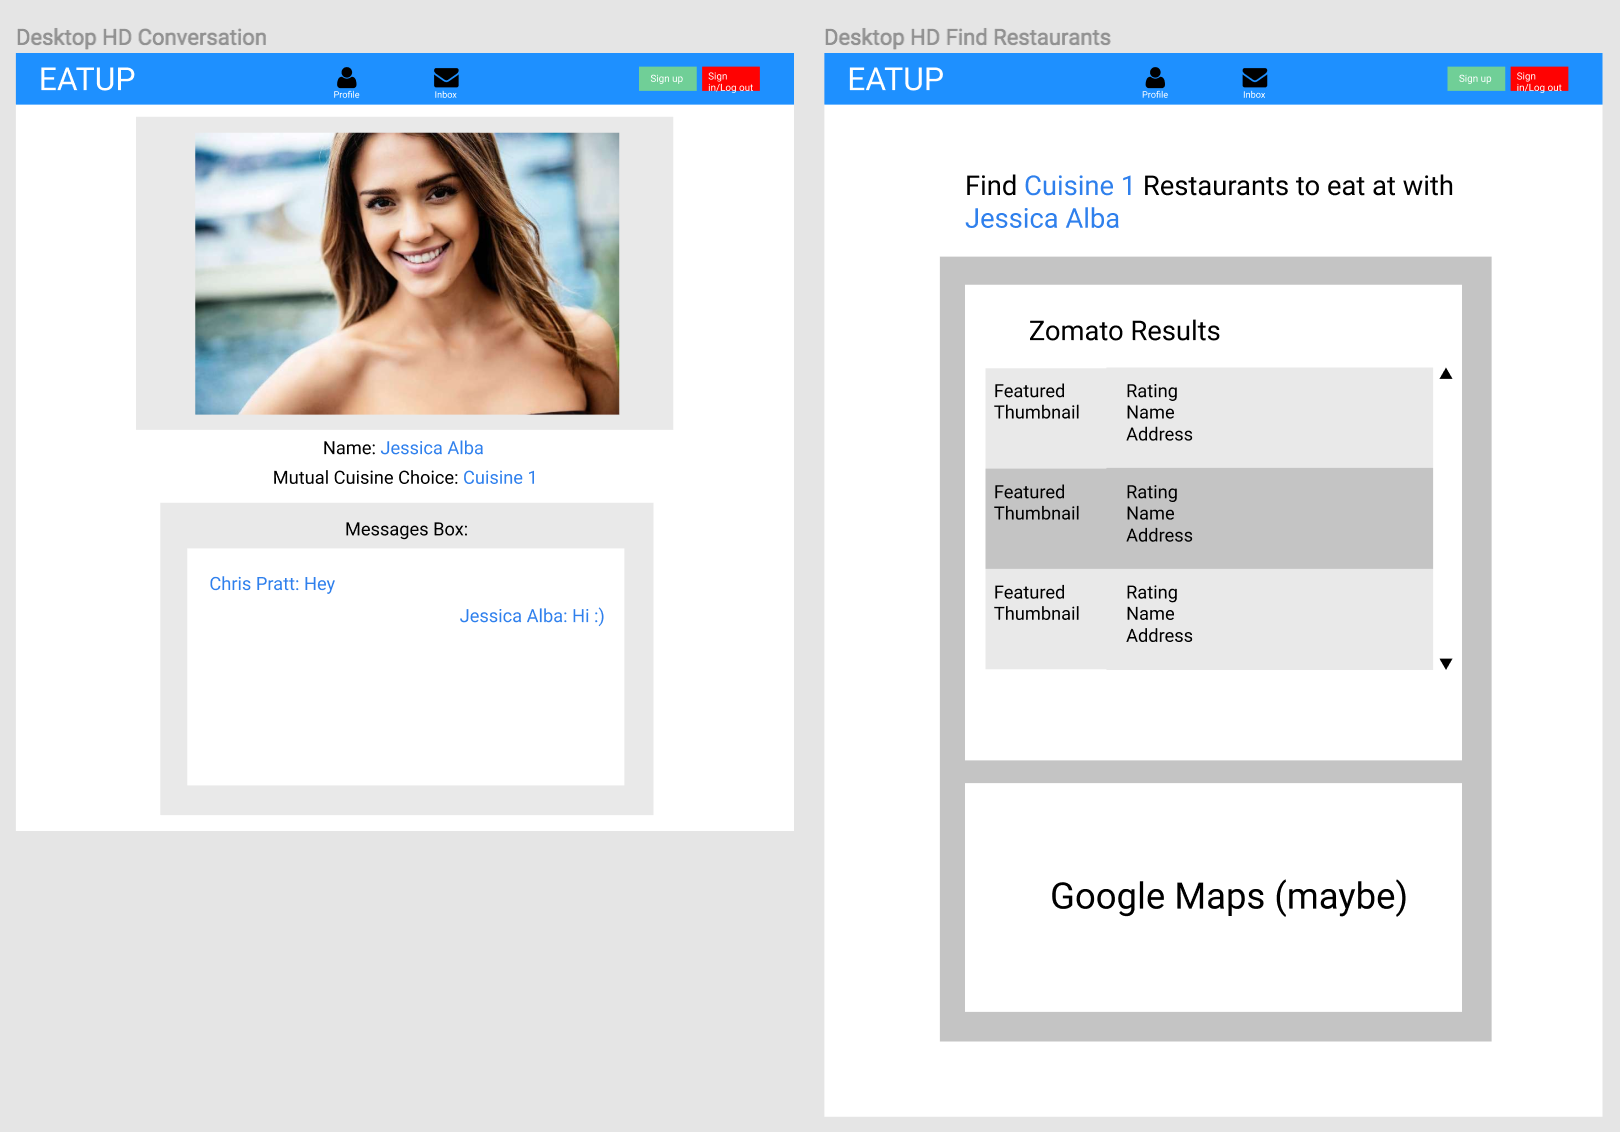 Desktop HD Conversation
EATUP
Profile
Inbox
Sign up
Sign
in/Log out
Name: Jessica Alba
Mutual Cuisine Choice: Cuisine 1
Messages Box:
Chris Pratt: Hey
Jessica Alba: Hi :)
Desktop HD Find Restaurants
EATUP
Profile
Inbox
Sign up
Sign
in/Log out
Find Cuisine 1 Restaurants to eat at with
Jessica Alba
Zomato Results
Featured
Thumbnail
Rating
Name
Address
Featured
Thumbnail
Rating
Name
Address
Featured
Thumbnail
Rating
Name
Address
Google Maps (maybe)